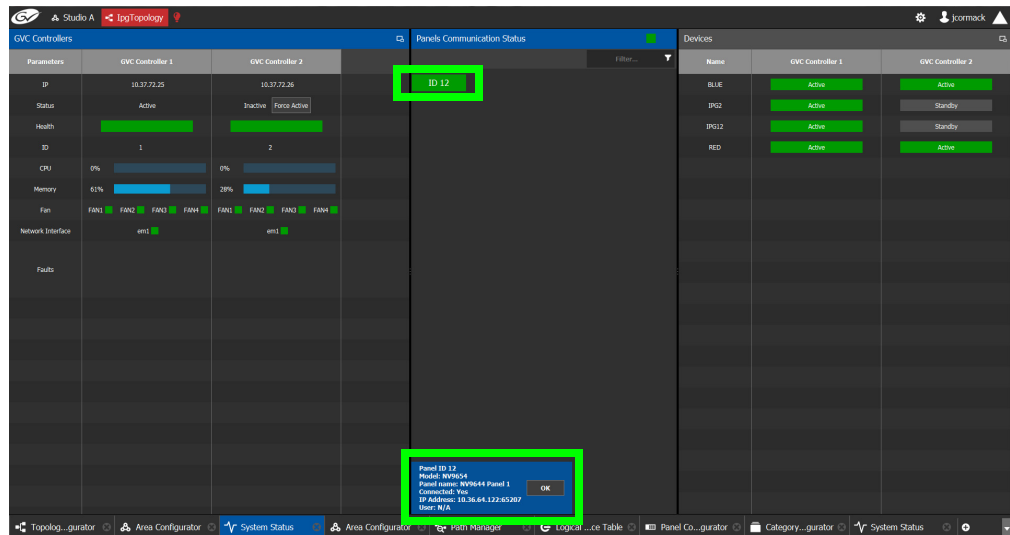 GV Studio A IpgTopology jcormack
GVC Controllers Panels Communication Status Devices
Parameters GVC Controller 1 GVC Controller 2 Filter... Name GVC Controller 1 GVC Controller 2
IP 10.37.72.25 10.37.72.26 ID 12 BLUE Active Active
Status Active Inactive Force Active IPG2 Active Standby
Health IPG12 Active Standby
ID 1 2 RED Active Active
CPU 0% 0%
Memory 61% 28%
Fan FAN1 FAN2 FAN3 FAN4 FAN1 FAN2 FAN3 FAN4
Network Interface em1 em1
Faults
Panel ID 12
Model: NV9654
Panel name: NV9644 Panel 1
Connected: Yes
IP Address: 10.36.64.122:65207
User: N/A
OK
Topolog...gurator Area Configurator System Status Area Configurator Path Manager Logical ...ce Table Panel Co...gurator Category...gurator System Status